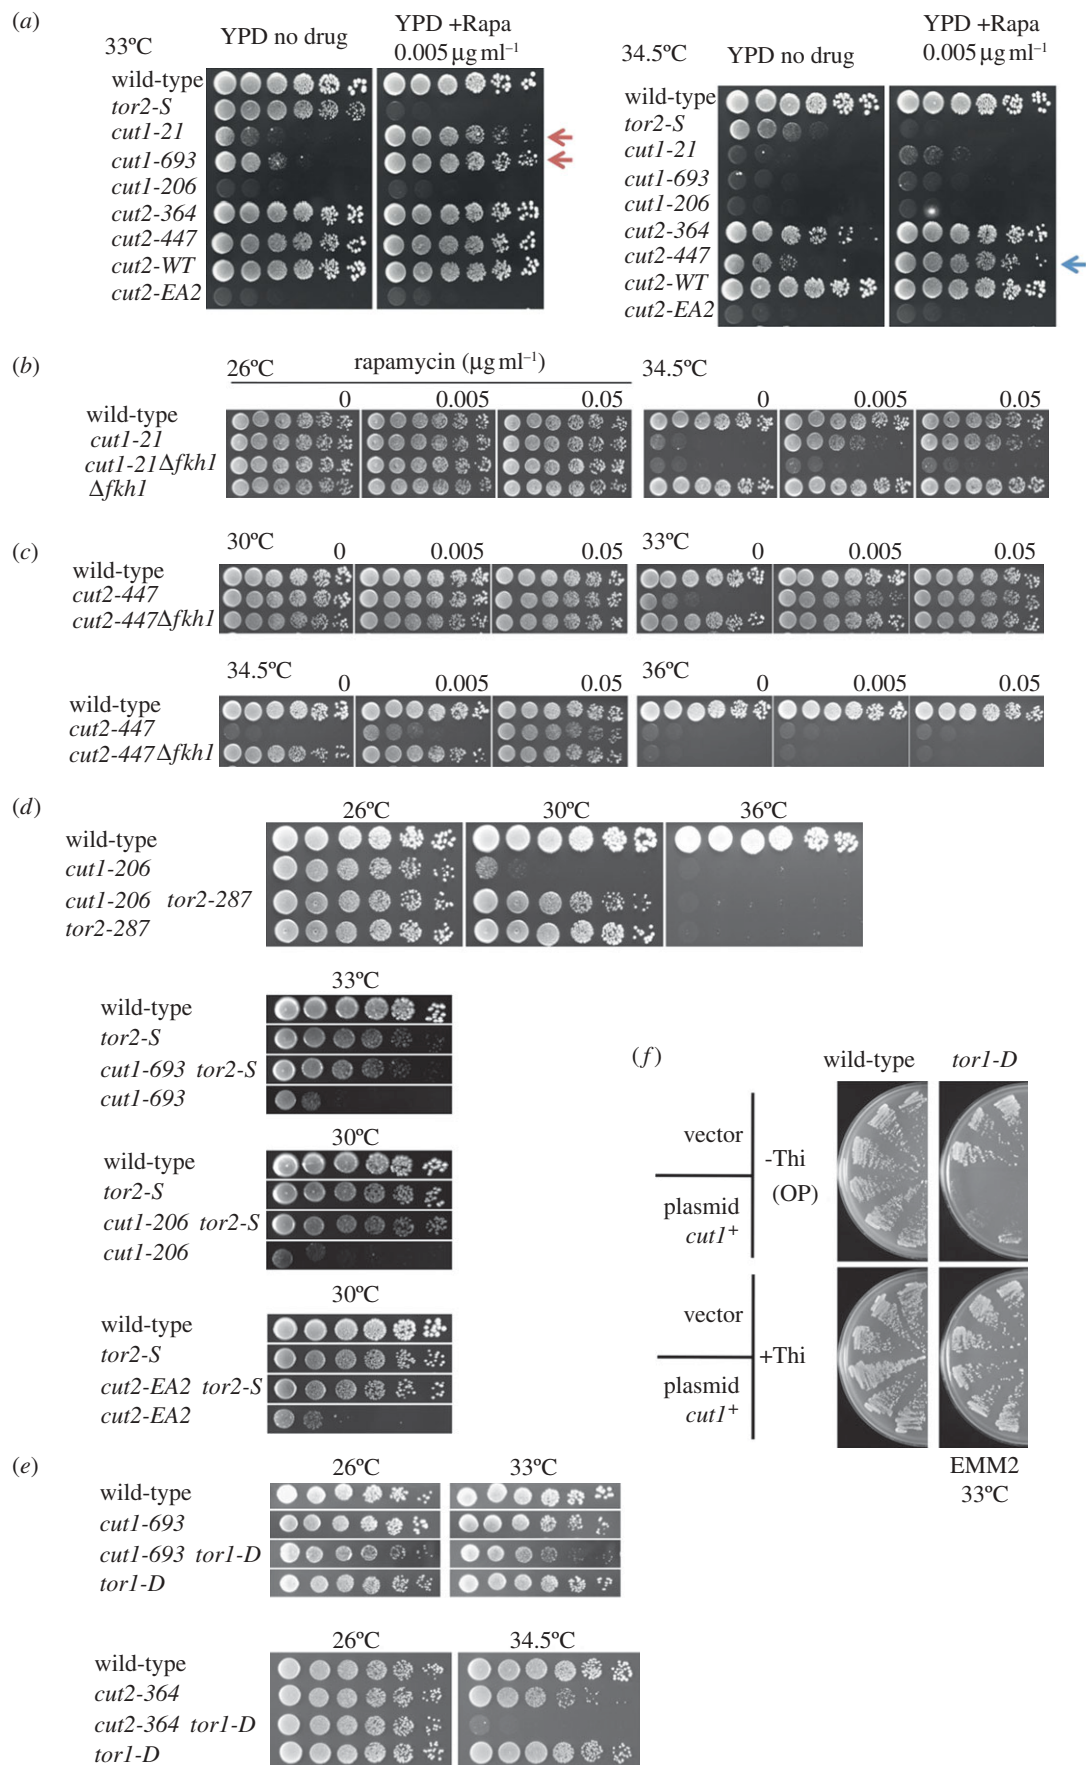 (a)
33ºC
YPD no drug
YPD +Rapa
0.005 µg ml–1
wild-type
tor2-S
cut1-21
cut1-693
cut1-206
cut2-364
cut2-447
cut2-WT
cut2-EA2
34.5ºC
YPD no drug
YPD +Rapa
0.005 µg ml–1
wild-type
tor2-S
cut1-21
cut1-693
cut1-206
cut2-364
cut2-447
cut2-WT
cut2-EA2
(b)
26ºC
rapamycin (µg ml–1)
34.5ºC
0 0.005 0.05 0 0.005 0.05
wild-type
cut1-21
cut1-21Δfkh1
Δfkh1
(c)
30ºC 0 0.005 0.05 33ºC 0 0.005 0.05
wild-type
cut2-447
cut2-447Δfkh1
34.5ºC 0 0.005 0.05 36ºC 0 0.005 0.05
wild-type
cut2-447
cut2-447Δfkh1
(d)
26ºC 30ºC 36ºC
wild-type
cut1-206
cut1-206 tor2-287
tor2-287
33ºC
wild-type
tor2-S
cut1-693 tor2-S
cut1-693
30ºC
wild-type
tor2-S
cut1-206 tor2-S
cut1-206
30ºC
wild-type
tor2-S
cut2-EA2 tor2-S
cut2-EA2
(e)
26ºC 33ºC
wild-type
cut1-693
cut1-693 tor1-D
tor1-D
26ºC 34.5ºC
wild-type
cut2-364
cut2-364 tor1-D
tor1-D
(f)
wild-type tor1-D
vector
-Thi
(OP)
plasmid
cut1+
vector
+Thi
plasmid
cut1+
EMM2
33ºC